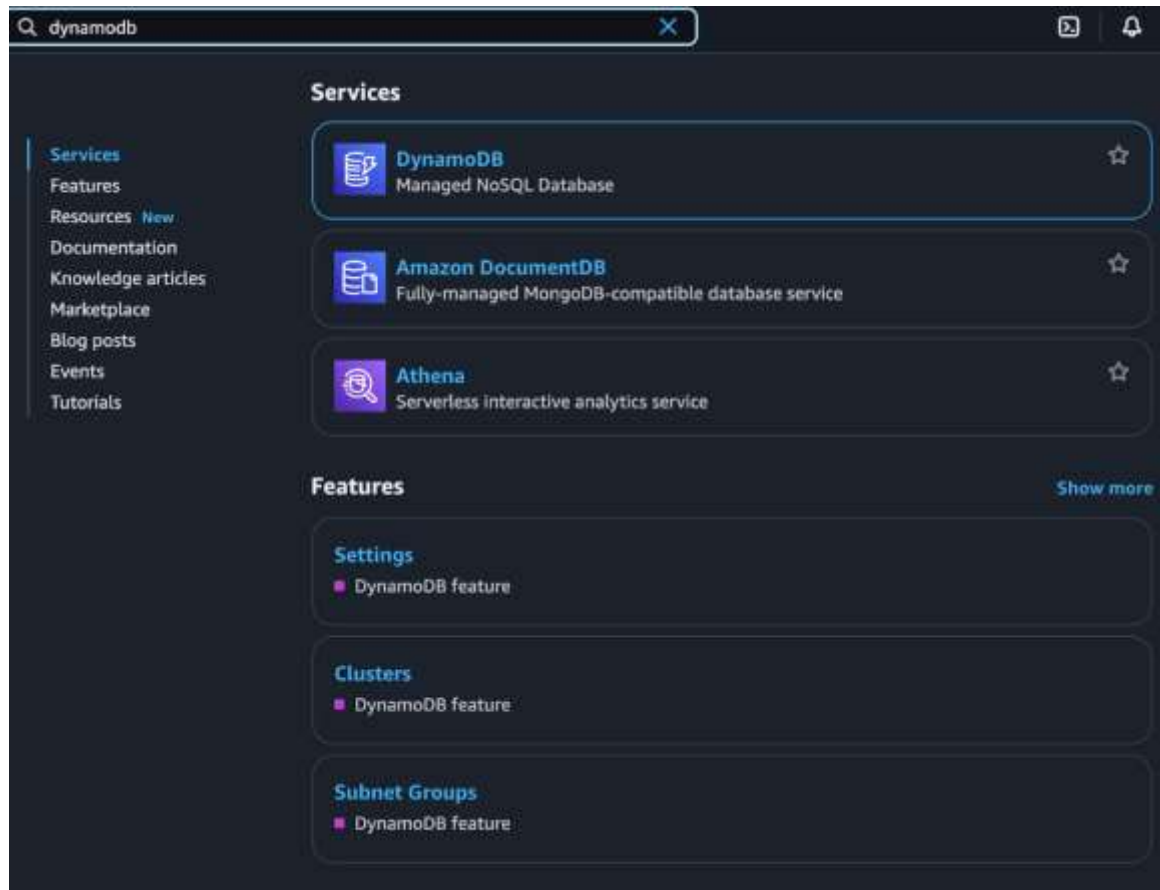 dynamodb
Services
Features
Resources New
Documentation
Knowledge articles
Marketplace
Blog posts
Events
Tutorials
Services
DynamoDB
Managed NoSQL Database
Amazon DocumentDB
Fully-managed MongoDB-compatible database service
Athena
Serverless interactive analytics service
Features
Show more
Settings
DynamoDB feature
Clusters
DynamoDB feature
Subnet Groups
DynamoDB feature